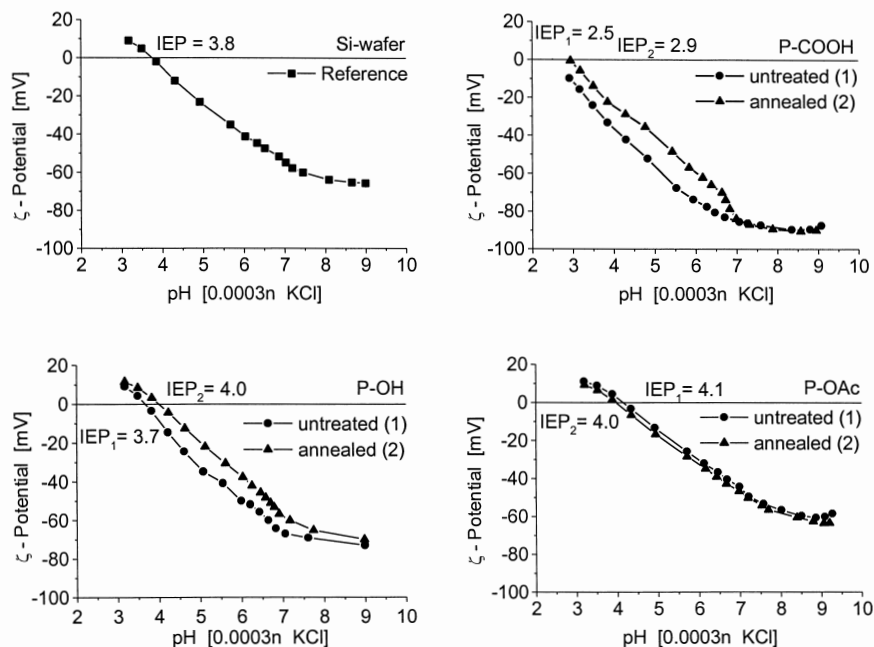 IEP = 3.8
Si-wafer
Reference
20
0
-20
-40
-60
-80
-100
ζ - Potential [mV]
2 3 4 5 6 7 8 9 10
pH [0.0003n KCl]
IEP1 = 2.5
IEP2 = 2.9
P-COOH
untreated (1)
annealed (2)
20
0
-20
-40
-60
-80
-100
ζ - Potential [mV]
2 3 4 5 6 7 8 9 10
pH [0.0003n KCl]
IEP2= 4.0
P-OH
IEP1= 3.7
untreated (1)
annealed (2)
20
0
-20
-40
-60
-80
-100
ζ - Potential [mV]
2 3 4 5 6 7 8 9 10
pH [0.0003n KCl]
IEP1= 4.1
P-OAc
IEP2= 4.0
untreated (1)
annealed (2)
20
0
-20
-40
-60
-80
-100
ζ - Potential [mV]
2 3 4 5 6 7 8 9 10
pH [0.0003n KCl]